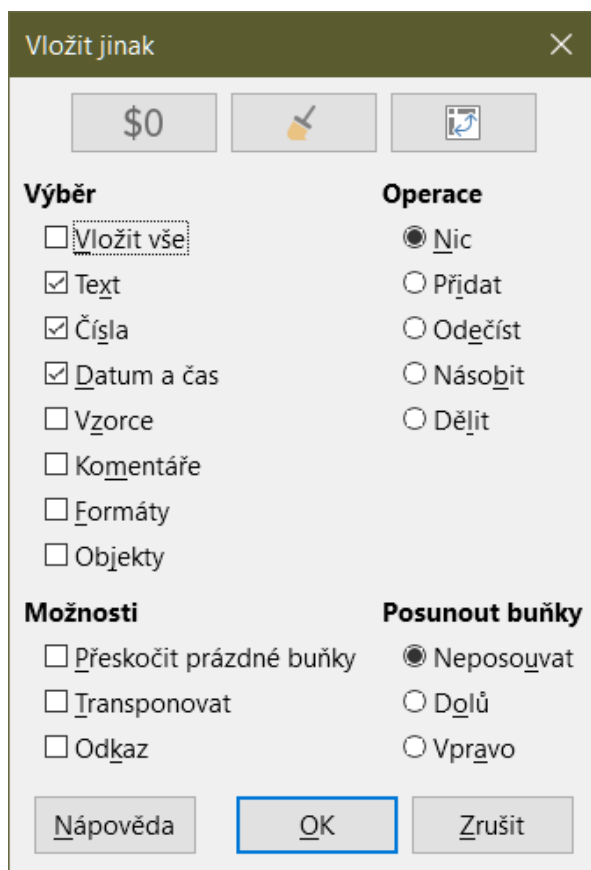 Vložit jinak
$0
Výběr
Operace
Vložit vše
Nic
Text
Přidat
Čísla
Odečíst
Datum a čas
Násobit
Vzorce
Dělit
Komentáře
Formáty
Objekty
Možnosti
Posunout buňky
Přeskočit prázdné buňky
Neposouvat
Transponovat
Dolů
Odkaz
Vpravo
Nápověda
OK
Zrušit